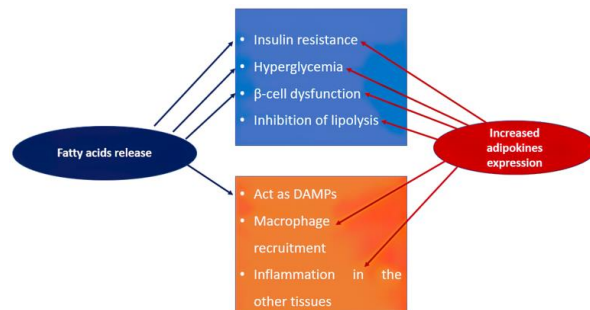 • Insulin resistance
• Hyperglycemia
• β-cell dysfunction
• Inhibition of lipolysis
Fatty acids release
Increased
adipokines
expression
• Act as DAMPs
• Macrophage
recruitment
• Inflammation in the
other tissues